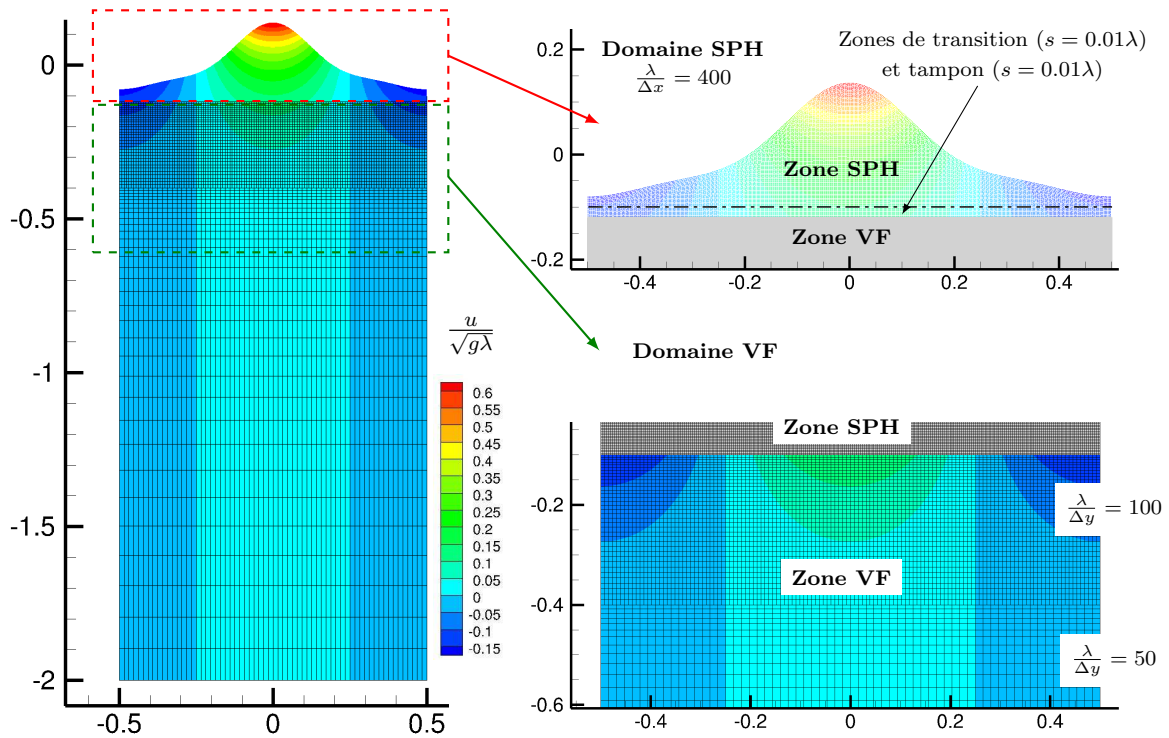 0
-0.5
-1
-1.5
-2
-0.5 0 0.5
u
√gλ
0.6
0.55
0.5
0.45
0.4
0.35
0.3
0.25
0.2
0.15
0.1
0.05
0
-0.05
-0.1
-0.15
Domaine SPH
λ/Δx = 400
Zones de transition (s = 0.01λ)
et tampon (s = 0.01λ)
0.2
0
-0.2
Zone SPH
Zone VF
-0.4 -0.2 0 0.2 0.4
Domaine VF
Zone SPH
-0.2
λ/Δy = 100
Zone VF
-0.4
λ/Δy = 50
-0.6
-0.4 -0.2 0 0.2 0.4